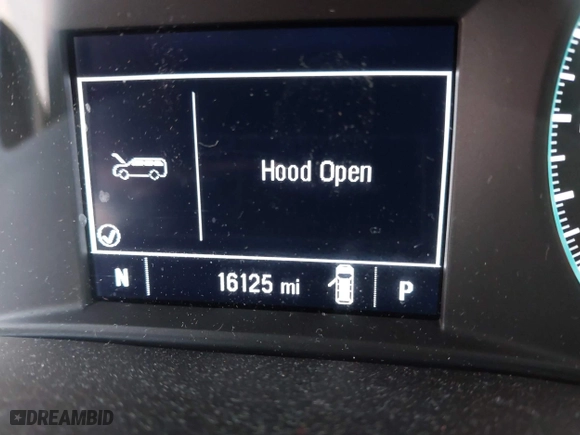 Hood Open
N 16125 mi P
DREAMBID